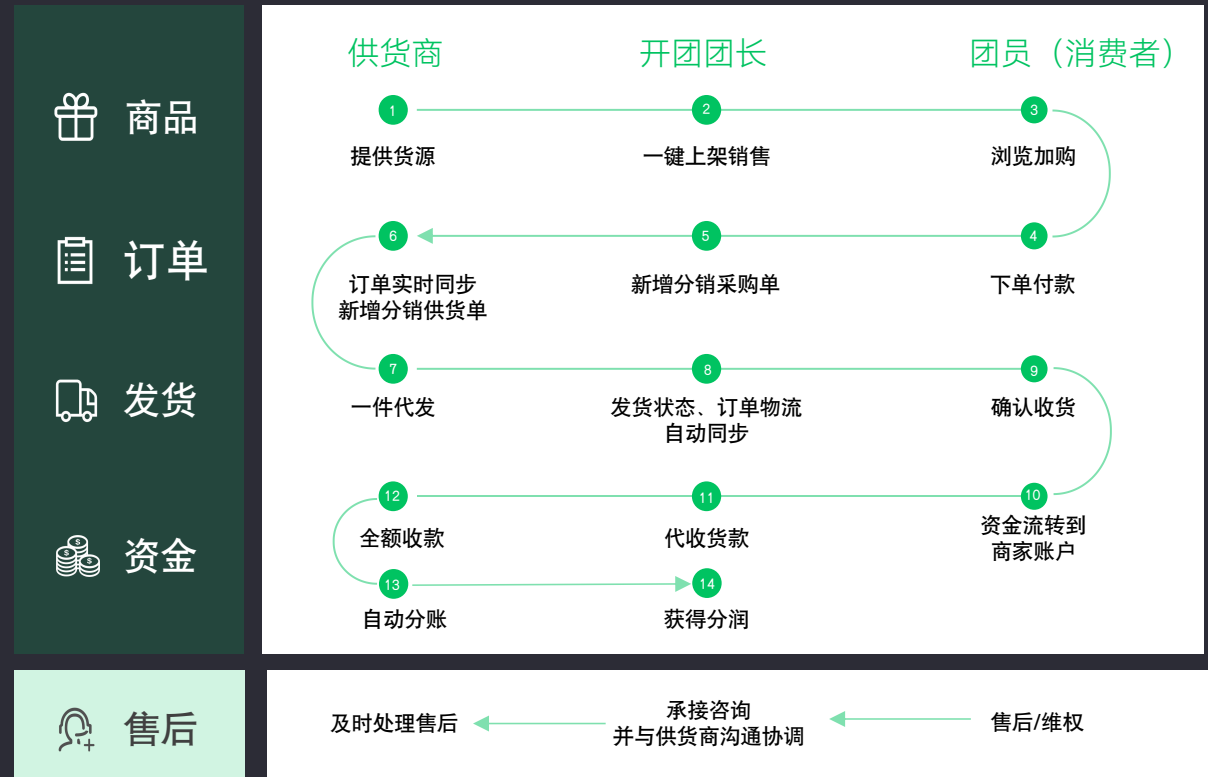 供货商
开团团长
团员（消费者）
商品
1
2
3
提供货源
一键上架销售
浏览加购
订单
6
5
4
订单实时同步
新增分销供货单
新增分销采购单
下单付款
发货
7
8
9
一件代发
发货状态、订单物流
自动同步
确认收货
资金
12
11
10
全额收款
代收货款
资金流转到
商家账户
13
14
自动分账
获得分润
售后
及时处理售后
承接咨询
并与供货商沟通协调
售后/维权